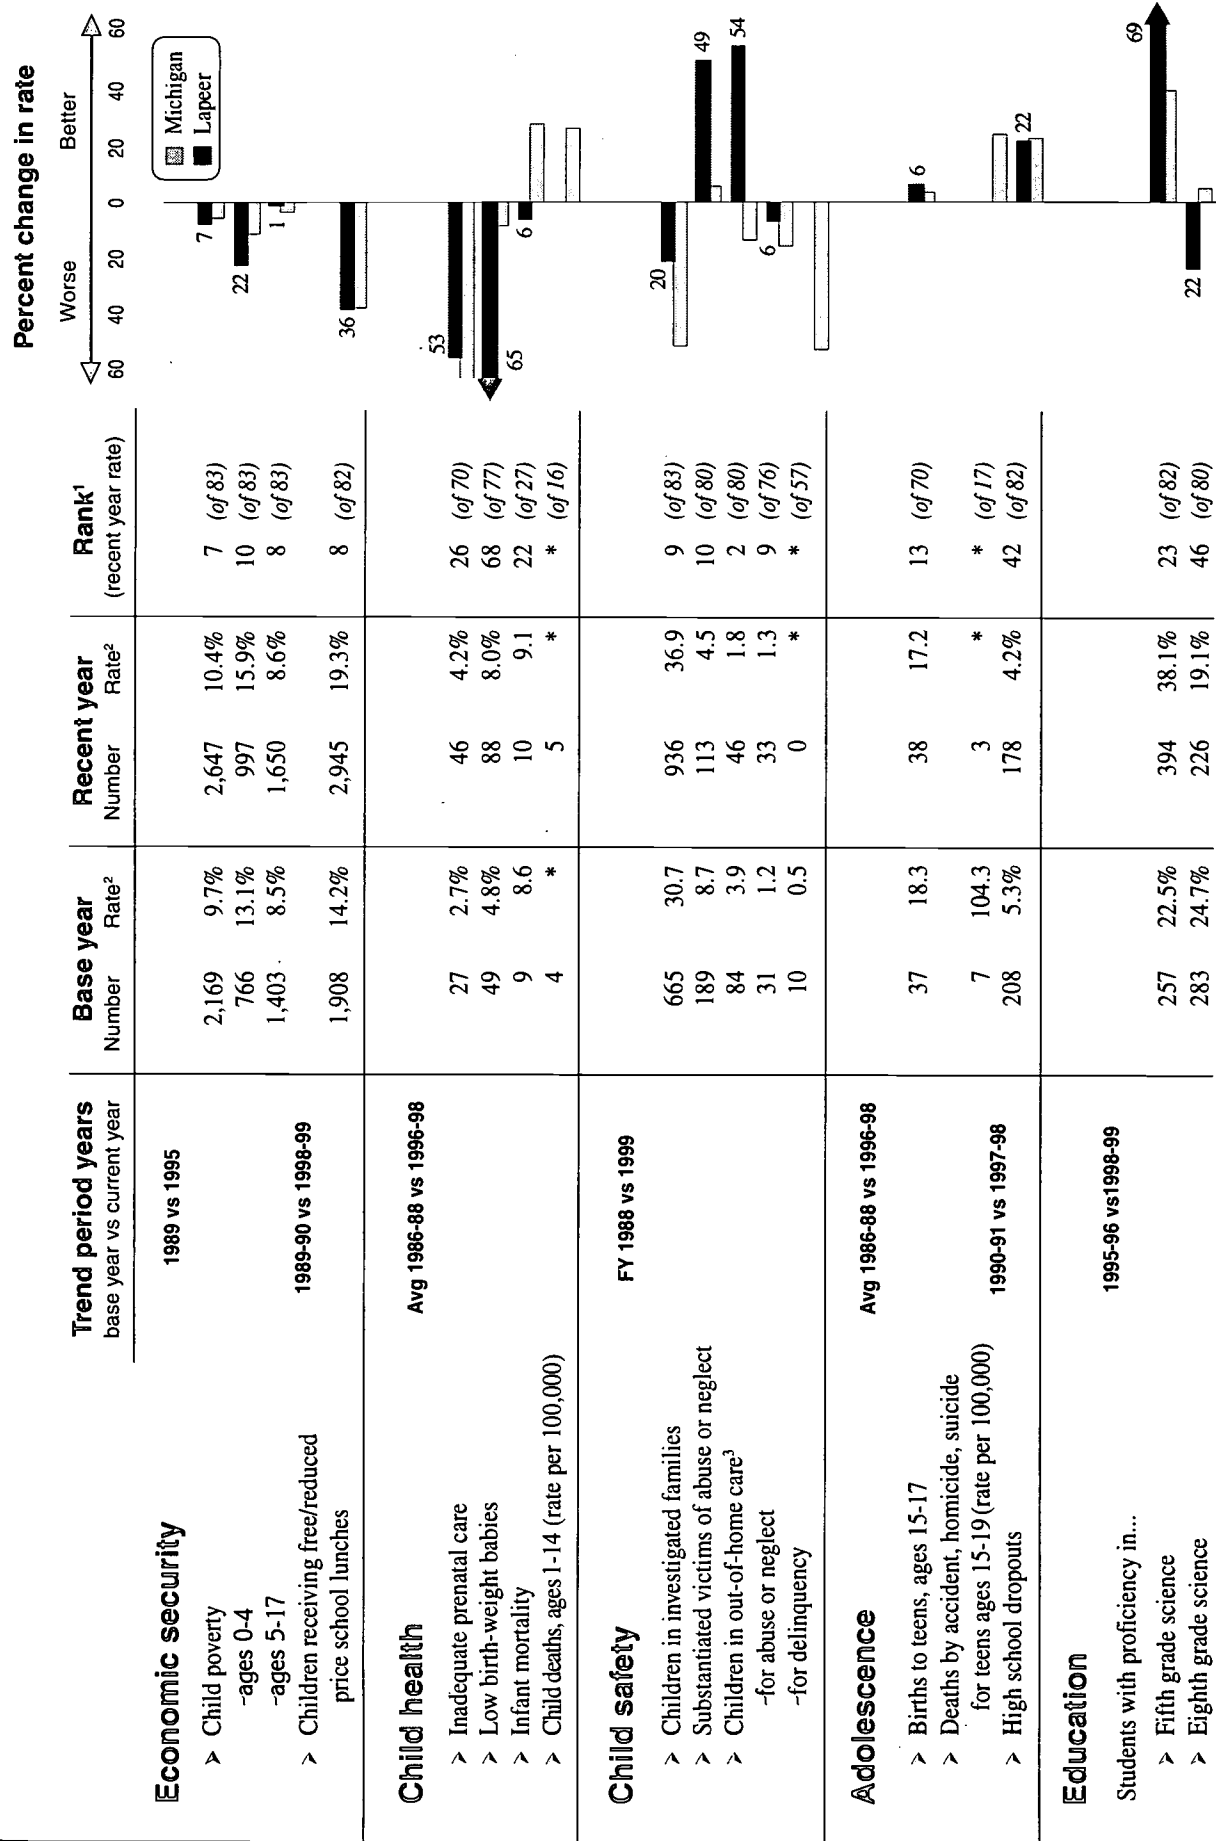 Percent change in rate
Trend period years Base year Recent year Rank¹ Worse Better
base year vs current year Number Rate² Number Rate² (recent year rate) 60 40 20 0 20 40 60
Michigan
Lapeer
Economic security 1989 vs 1995
➢ Child poverty 2,169 9.7% 2,647 10.4% 7 (of 83) 7
-ages 0-4 766 13.1% 997 15.9% 10 (of 83) 22
-ages 5-17 1,403 8.5% 1,650 8.6% 8 (of 83) 1
➢ Children receiving free/reduced 1989-90 vs 1998-99
price school lunches 1,908 14.2% 2,945 19.3% 8 (of 82) 36
Child health Avg 1986-88 vs 1996-98
➢ Inadequate prenatal care 27 2.7% 46 4.2% 26 (of 70) 53
➢ Low birth-weight babies 49 4.8% 88 8.0% 68 (of 77) 65
➢ Infant mortality 9 8.6 10 9.1 22 (of 27) 6
➢ Child deaths, ages 1-14 (rate per 100,000) 4 * 5 * * (of 16)
Child safety FY 1988 vs 1999
➢ Children in investigated families 665 30.7 936 36.9 9 (of 83) 20
➢ Substantiated victims of abuse or neglect 189 8.7 113 4.5 10 (of 80) 49
➢ Children in out-of-home care³ 84 3.9 46 1.8 2 (of 80) 54
-for abuse or neglect 31 1.2 33 1.3 9 (of 76) 6
-for delinquency 10 0.5 0 * * (of 57)
Adolescence Avg 1986-88 vs 1996-98
➢ Births to teens, ages 15-17 37 18.3 38 17.2 13 (of 70) 6
➢ Deaths by accident, homicide, suicide
for teens ages 15-19 (rate per 100,000) 7 104.3 3 * * (of 17)
➢ High school dropouts 1990-91 vs 1997-98 208 5.3% 178 4.2% 42 (of 82) 22
Education 1995-96 vs1998-99
Students with proficiency in...
➢ Fifth grade science 257 22.5% 394 38.1% 23 (of 82) 69
➢ Eighth grade science 283 24.7% 226 19.1% 46 (of 80) 22